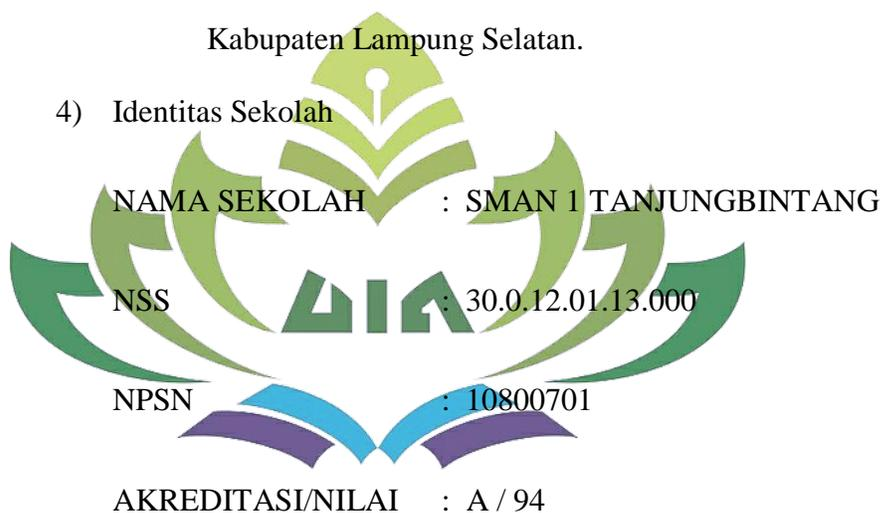 Kabupaten Lampung Selatan.
4) Identitas Sekolah
NAMA SEKOLAH : SMAN 1 TANJUNGBINTANG
NSS : 30.0.12.01.13.000
NPSN : 10800701
AKREDITASI/NILAI : A / 94
UIN